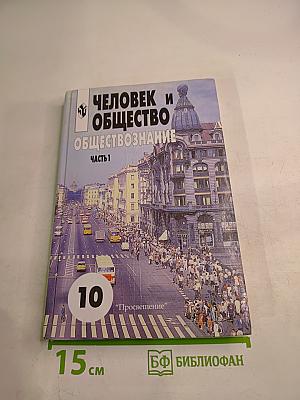 ЧЕЛОВЕК и
ОБЩЕСТВО
ОБЩЕСТВОЗНАНИЕ
ЧАСТЬ 1
10
"Просвещение"
15 см
БФ БИБЛИОФАН